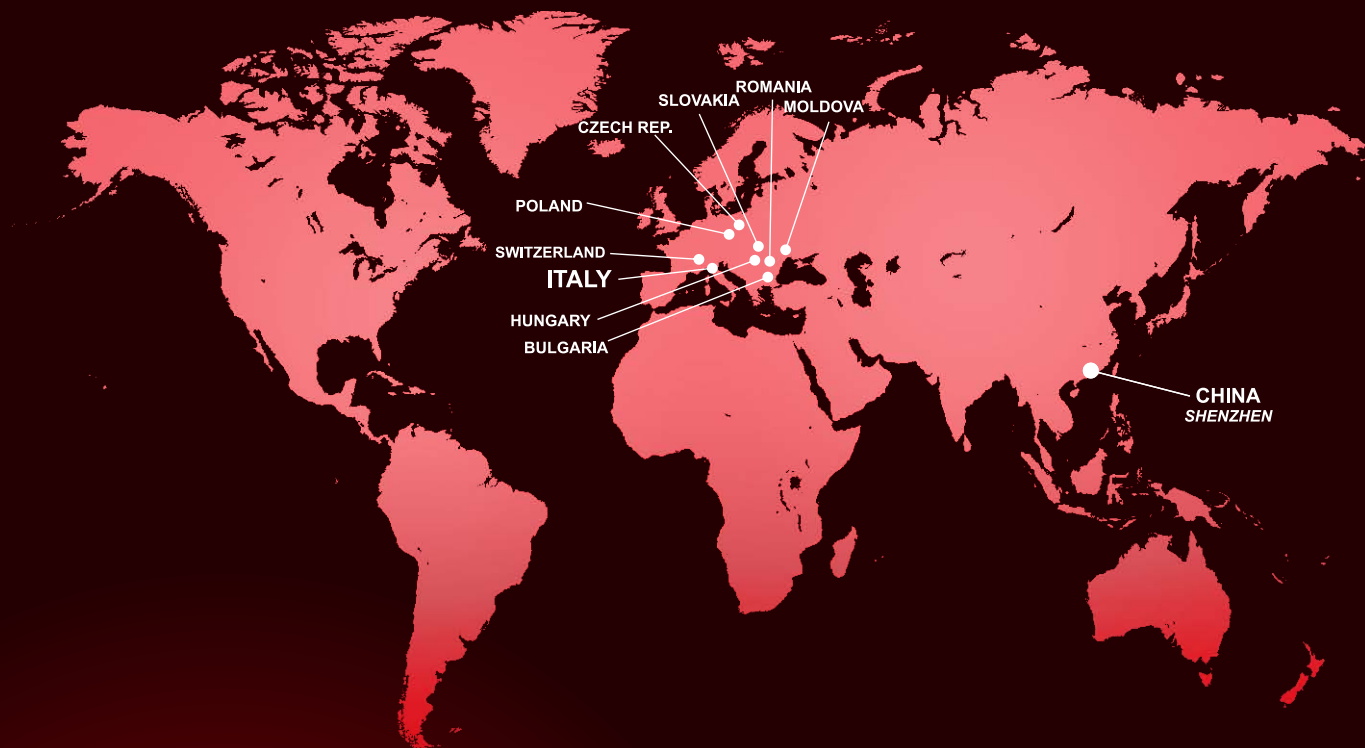 ROMANIA
SLOVAKIA
MOLDOVA
CZECH REP.
POLAND
SWITZERLAND
ITALY
HUNGARY
BULGARIA
CHINA
SHENZHEN